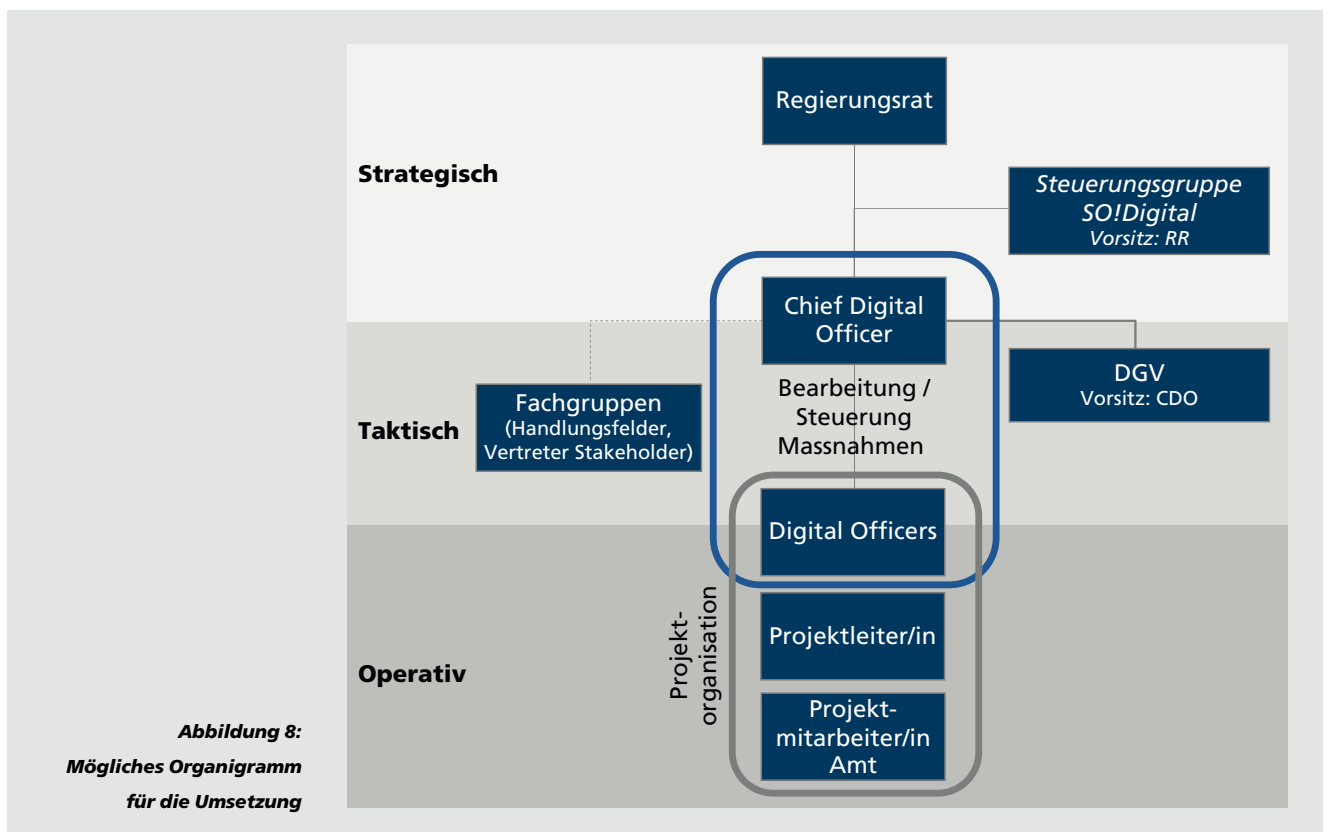 Regierungsrat
Strategisch
Steuerungsgruppe
SO!Digital
Vorsitz: RR
Chief Digital
Officer
DGV
Vorsitz: CDO
Bearbeitung /
Steuerung
Massnahmen
Fachgruppen
(Handlungsfelder,
Vertreter Stakeholder)
Taktisch
Digital Officers
Projekt-
organisation
Projektleiter/in
Operativ
Projekt-
mitarbeiter/in
Amt
Abbildung 8:
Mögliches Organigramm
für die Umsetzung